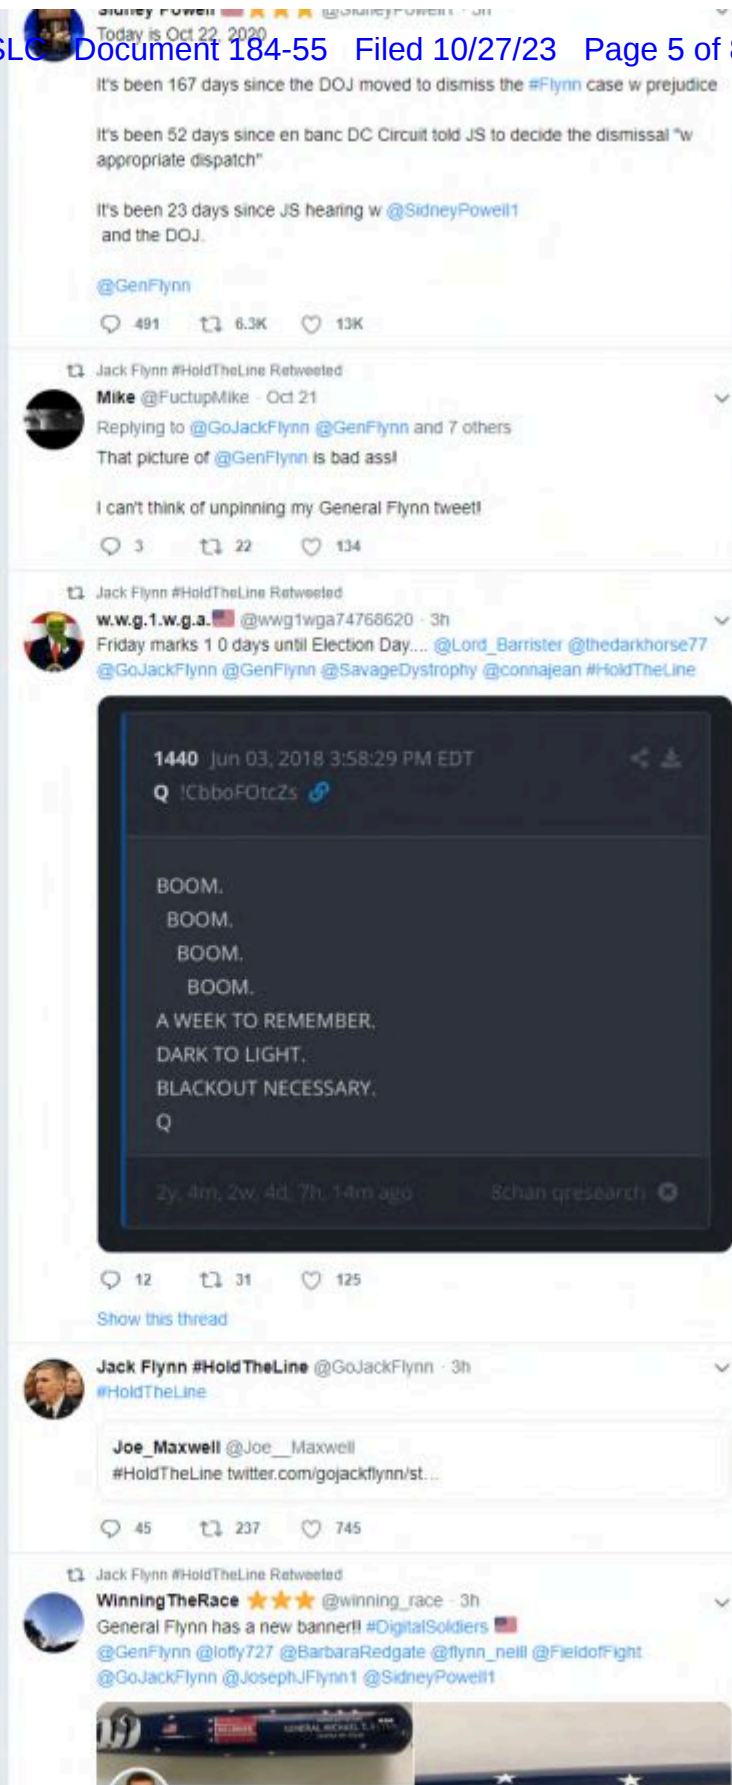 Sidney Powell @SidneyPowell1 · 3h
Today is Oct 22, 2020
SLC Document 184-55 Filed 10/27/23 Page 5 of 8
It's been 167 days since the DOJ moved to dismiss the #Flynn case w prejudice
It's been 52 days since en banc DC Circuit told JS to decide the dismissal "w
appropriate dispatch"
It's been 23 days since JS hearing w @SidneyPowell1
and the DOJ.
@GenFlynn
491 6.3K 13K
Jack Flynn #HoldTheLine Retweeted
Mike @FuctupMike · Oct 21
Replying to @GoJackFlynn @GenFlynn and 7 others
That picture of @GenFlynn is bad ass!
I can't think of unpinning my General Flynn tweet!
3 22 134
Jack Flynn #HoldTheLine Retweeted
w.w.g.1.w.g.a. @wwg1wga74768620 · 3h
Friday marks 1 0 days until Election Day.... @Lord_Barrister @thedarkhorse77
@GoJackFlynn @GenFlynn @SavageDystrophy @connajean #HoldTheLine
1440 Jun 03, 2018 3:58:29 PM EDT
Q !CbboFOtcZs
BOOM.
BOOM.
BOOM.
BOOM.
A WEEK TO REMEMBER.
DARK TO LIGHT.
BLACKOUT NECESSARY.
Q
2y, 4m, 2w, 4d, 7h, 14m ago 8chan qresearch
12 31 125
Show this thread
Jack Flynn #HoldTheLine @GoJackFlynn · 3h
#HoldTheLine
Joe_Maxwell @Joe__Maxwell
#HoldTheLine twitter.com/gojackflynn/st...
45 237 745
Jack Flynn #HoldTheLine Retweeted
WinningTheRace @winning_race · 3h
General Flynn has a new banner!! #DigitalSoldiers
@GenFlynn @lofly727 @BarbaraRedgate @flynn_neill @FieldofFight
@GoJackFlynn @JosephJFlynn1 @SidneyPowell1
GENERAL MICHAEL T.